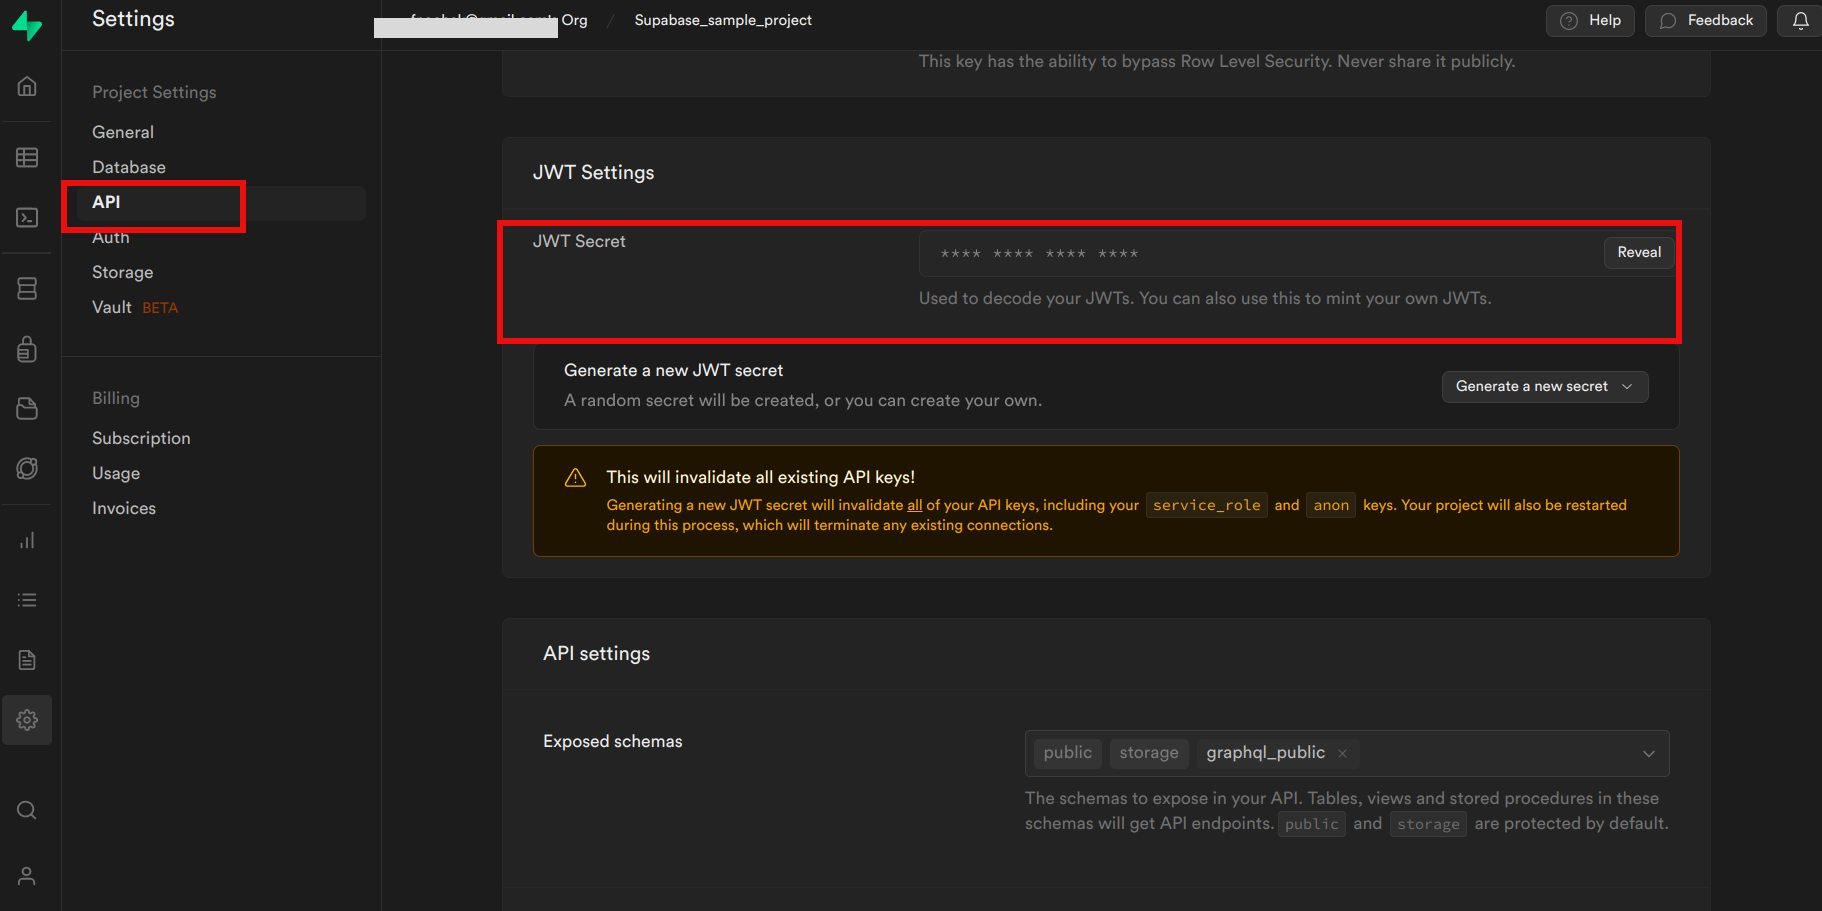 Settings
Org / Supabase_sample_project
Help
Feedback
Project Settings
General
Database
API
Auth
Storage
Vault BETA
Billing
Subscription
Usage
Invoices
This key has the ability to bypass Row Level Security. Never share it publicly.
JWT Settings
JWT Secret
**** **** **** ****
Reveal
Used to decode your JWTs. You can also use this to mint your own JWTs.
Generate a new JWT secret
A random secret will be created, or you can create your own.
Generate a new secret
This will invalidate all existing API keys!
Generating a new JWT secret will invalidate all of your API keys, including your service_role and anon keys. Your project will also be restarted
during this process, which will terminate any existing connections.
API settings
Exposed schemas
public storage graphql_public
The schemas to expose in your API. Tables, views and stored procedures in these
schemas will get API endpoints. public and storage are protected by default.